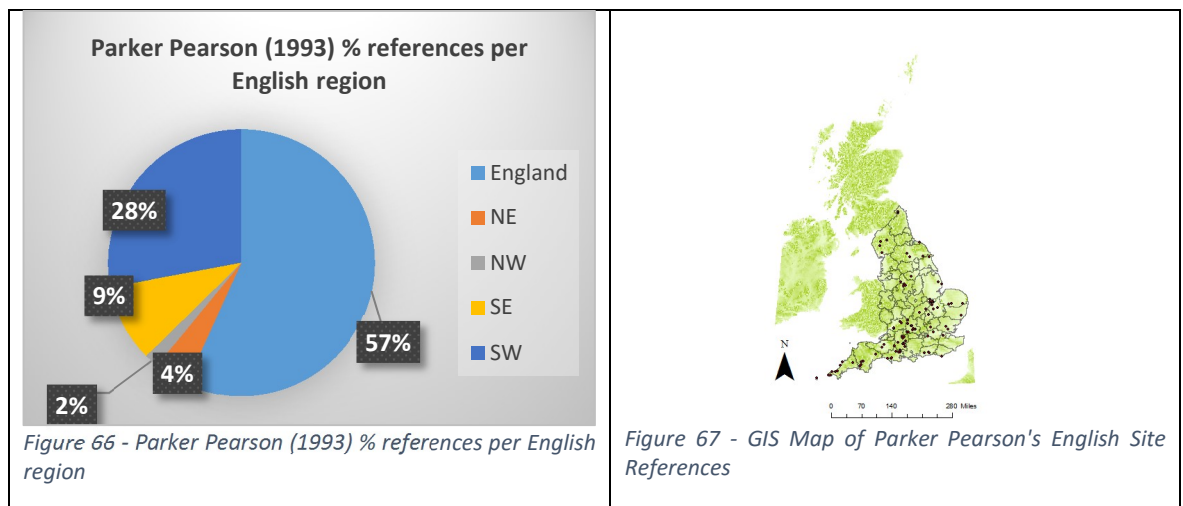 Parker Pearson (1993) % references per
English region
England
NE
NW
SE
SW
28%
9%
2%
4%
57%
Figure 66 - Parker Pearson (1993) % references per English
region
N
0 70 140 280 Miles
Figure 67 - GIS Map of Parker Pearson's English Site
References